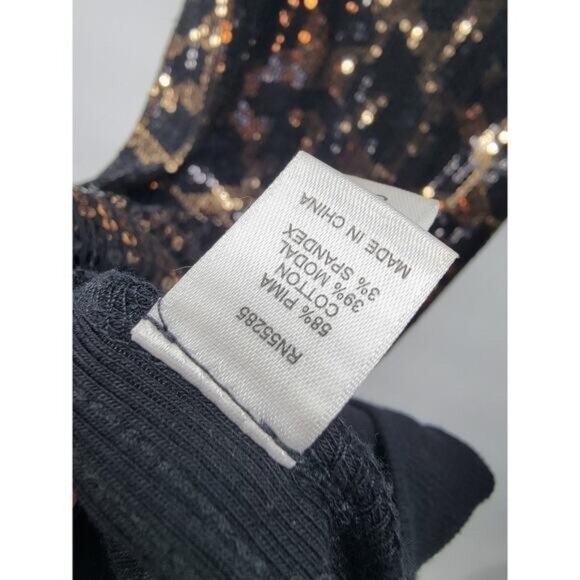 RN55285
58% PIMA
COTTON
39% MODAL
3% SPANDEX
MADE IN CHINA